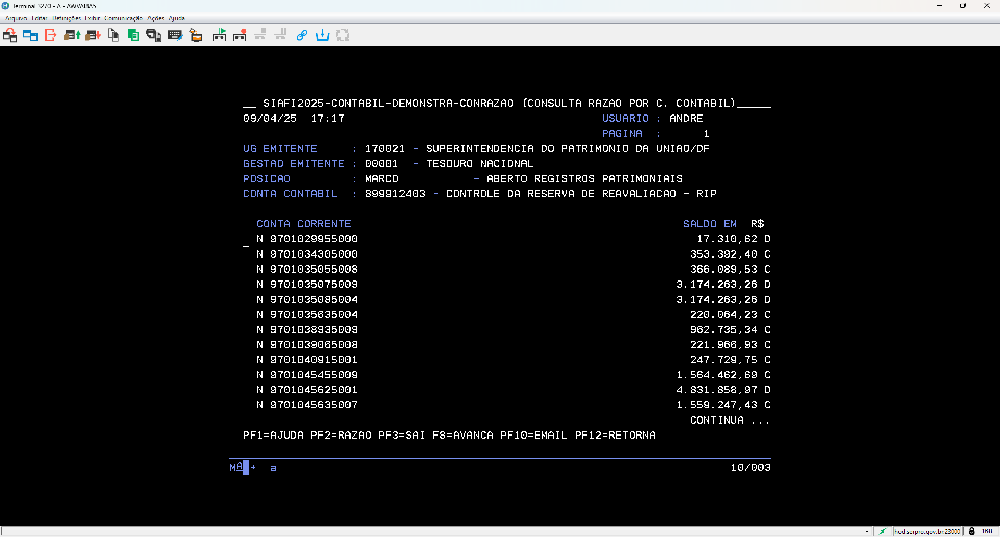 Terminal 3270 - A - AWVAI8A5
Arquivo Editar Definições Exibir Comunicação Ações Ajuda
__ SIAFI2025-CONTABIL-DEMONSTRA-CONRAZAO (CONSULTA RAZAO POR C. CONTABIL)_____
09/04/25 17:17 USUARIO : ANDRE
PAGINA : 1
UG EMITENTE : 170021 - SUPERINTENDENCIA DO PATRIMONIO DA UNIAO/DF
GESTAO EMITENTE : 00001 - TESOURO NACIONAL
POSICAO : MARCO - ABERTO REGISTROS PATRIMONIAIS
CONTA CONTABIL : 899912403 - CONTROLE DA RESERVA DE REAVALIACAO - RIP
CONTA CORRENTE SALDO EM R$
_ N 9701029955000 17.310,62 D
N 9701034305000 353.392,40 C
N 9701035055008 366.089,53 C
N 9701035075009 3.174.263,26 D
N 9701035085004 3.174.263,26 D
N 9701035635004 220.064,23 C
N 9701038935009 962.735,34 C
N 9701039065008 221.966,93 C
N 9701040915001 247.729,75 C
N 9701045455009 1.564.462,69 C
N 9701045625001 4.831.858,97 D
N 9701045635007 1.559.247,43 C
CONTINUA ...
PF1=AJUDA PF2=RAZAO PF3=SAI F8=AVANCA PF10=EMAIL PF12=RETORNA
MA + a 10/003
hod.serpro.gov.br:23000 168